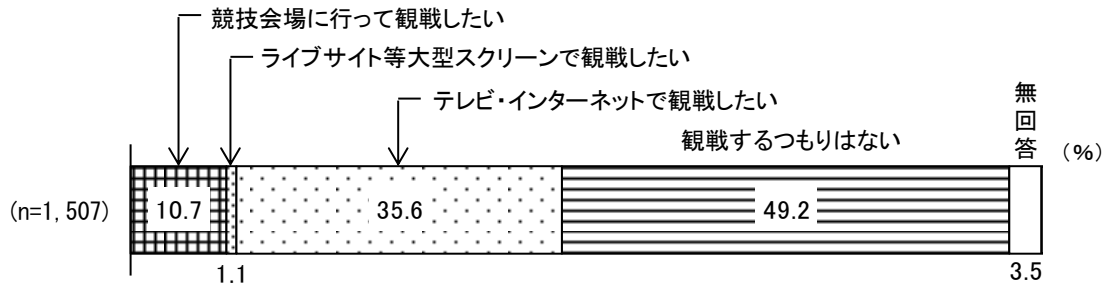 競技会場に行って観戦したい
ライブサイト等大型スクリーンで観戦したい
テレビ・インターネットで観戦したい
観戦するつもりはない
無回答
(%)
(n=1,507)
10.7
35.6
49.2
1.1
3.5